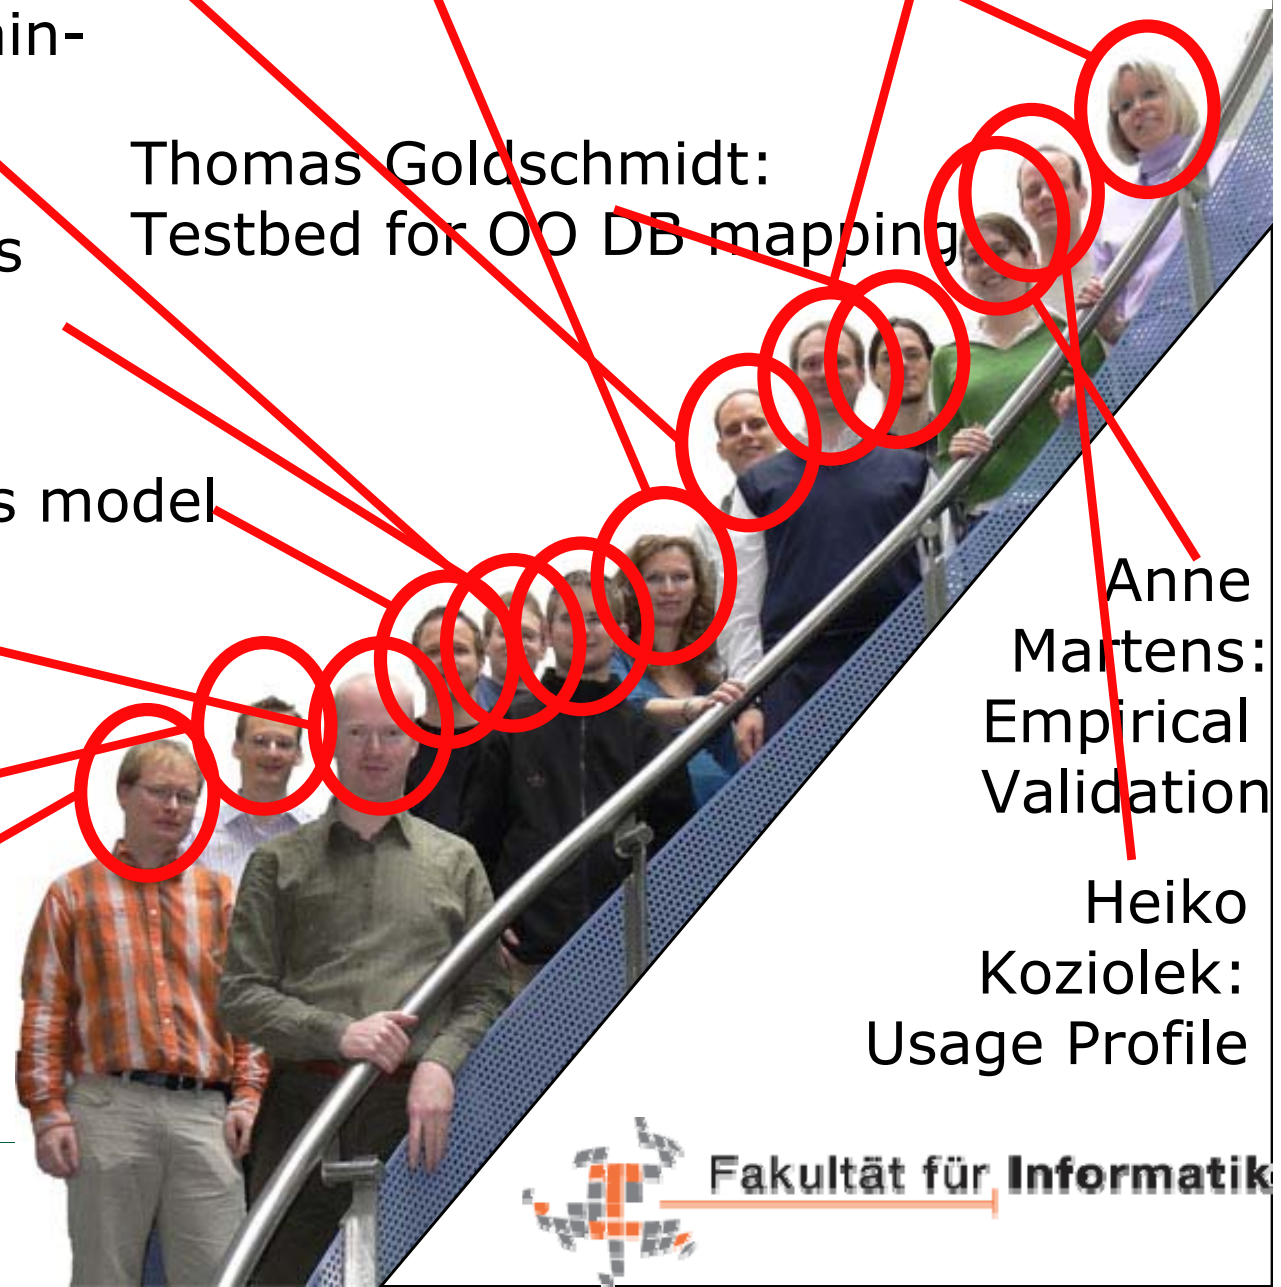 in-
Thomas Goldschmidt:
Testbed for OO DB mapping
s
s model
Anne
Martens:
Empirical
Validation
Heiko
Koziolek:
Usage Profile
Fakultät für Informatik